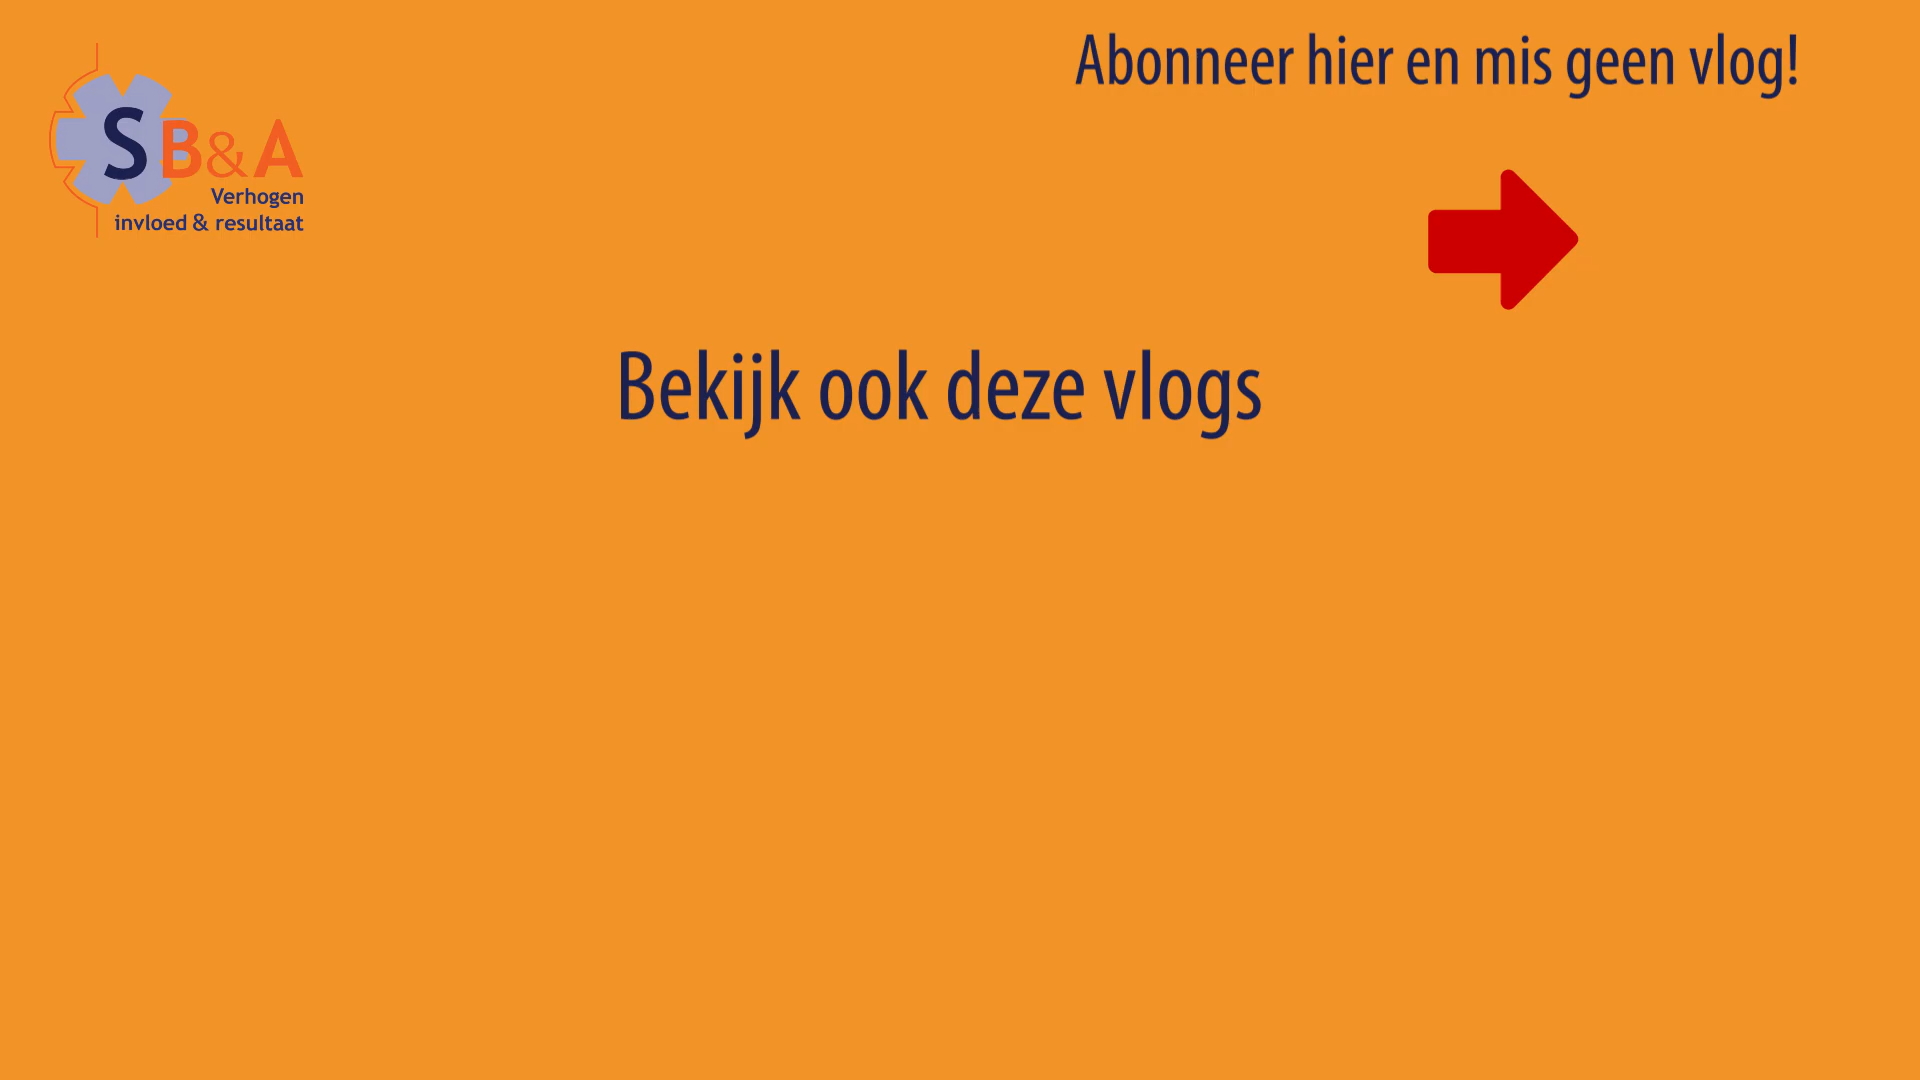 Abonneer hier en mis geen vlog!
SB&A
Verhogen
invloed & resultaat
Bekijk ook deze vlogs